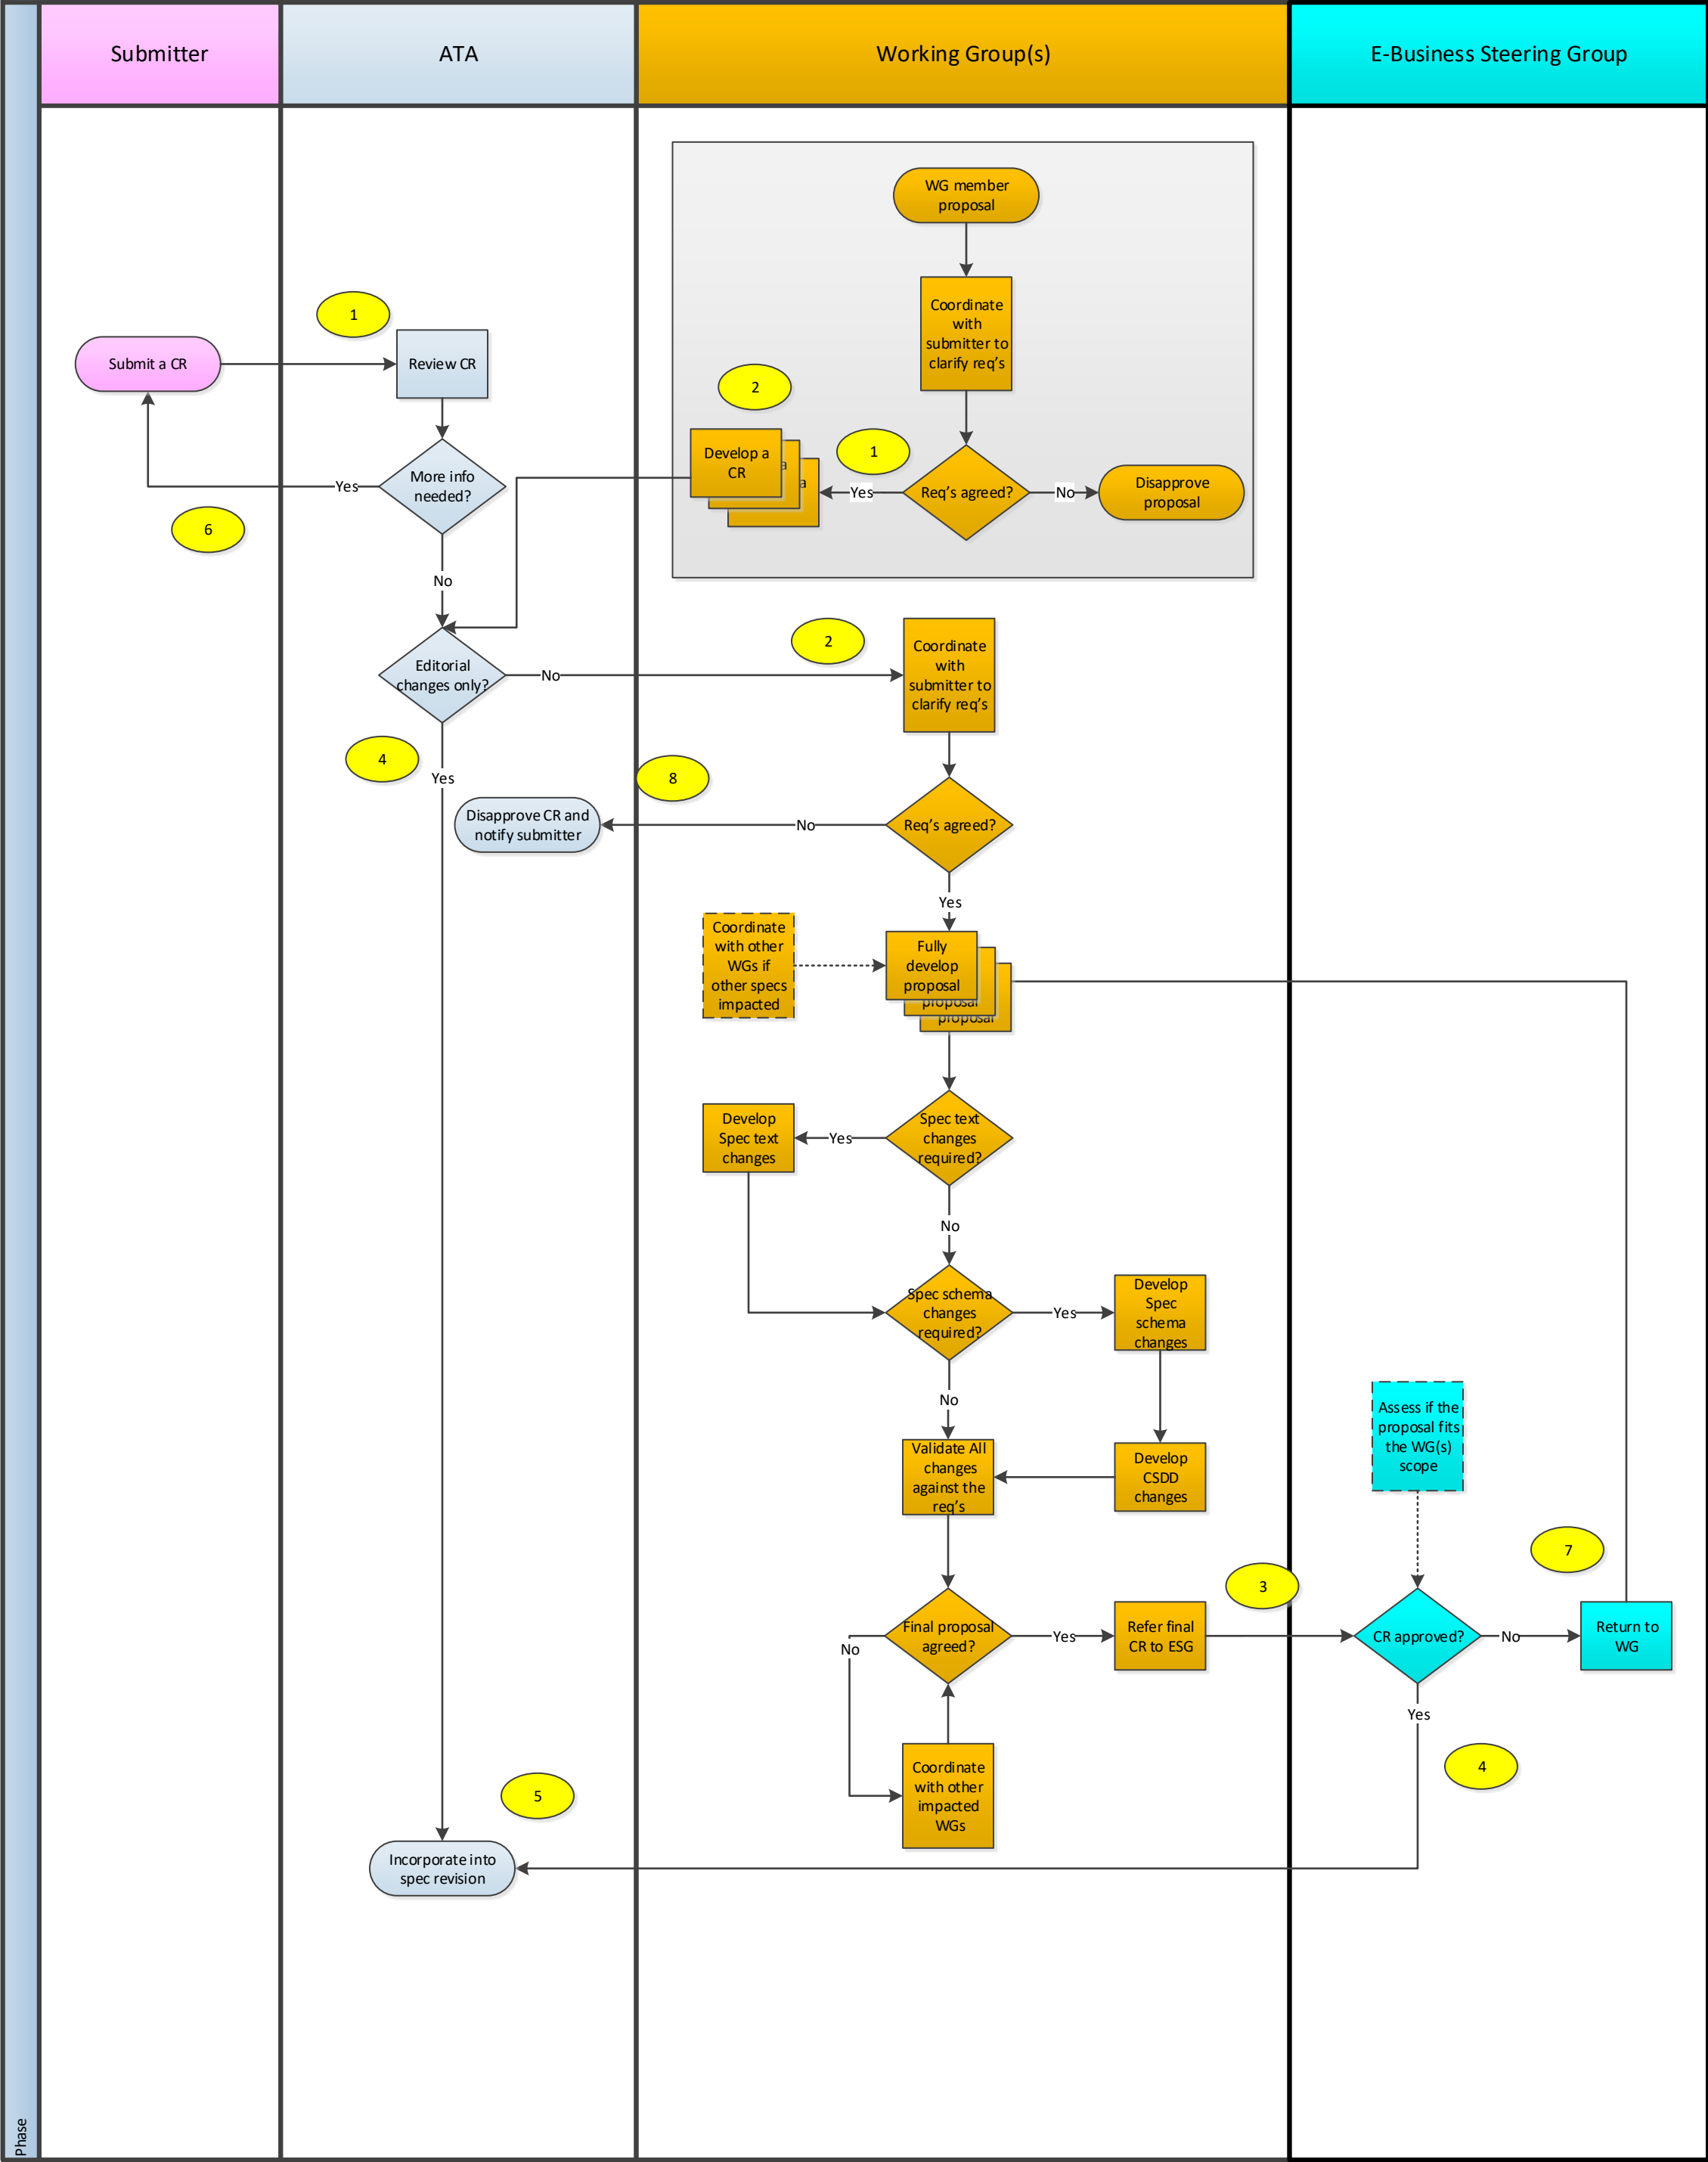 Submitter
ATA
Working Group(s)
E-Business Steering Group
Phase
WG member
proposal
Coordinate
with
submitter to
clarify req's
1
Submit a CR
Review CR
2
1
Develop a
CR
a
a
Yes
Req's agreed?
No
Disapprove
proposal
More info
needed?
Yes
6
No
2
Coordinate
with
submitter to
clarify req's
Editorial
changes only?
No
4
Yes
8
Disapprove CR and
notify submitter
No
Req's agreed?
Yes
Coordinate
with other
WGs if
other specs
impacted
Fully
develop
proposal
proposal
proposal
Develop
Spec text
changes
Yes
Spec text
changes
required?
No
Spec schema
changes
required?
Yes
Develop
Spec
schema
changes
No
Validate All
changes
against the
req's
Develop
CSDD
changes
Assess if the
proposal fits
the WG(s)
scope
7
3
Final proposal
agreed?
No
Yes
Refer final
CR to ESG
CR approved?
No
Return to
WG
Yes
4
Coordinate
with other
impacted
WGs
5
Incorporate into
spec revision